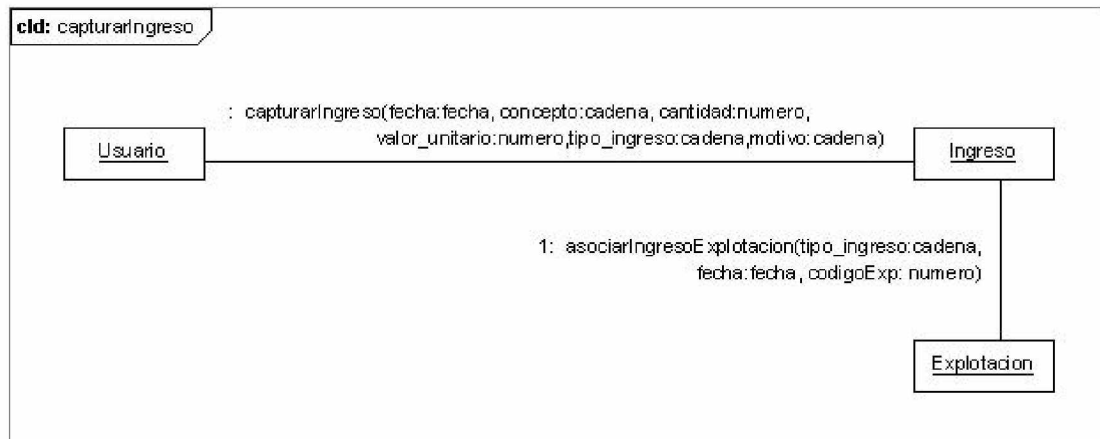 cld: capturarIngreso
: capturarIngreso(fecha:fecha, concepto:cadena, cantidad:numero,
valor_unitario:numero,tipo_ingreso:cadena,motivo:cadena)
Usuario
Ingreso
1: asociarIngresoExplotacion(tipo_ingreso:cadena,
fecha:fecha, codigoExp: numero)
Explotacion